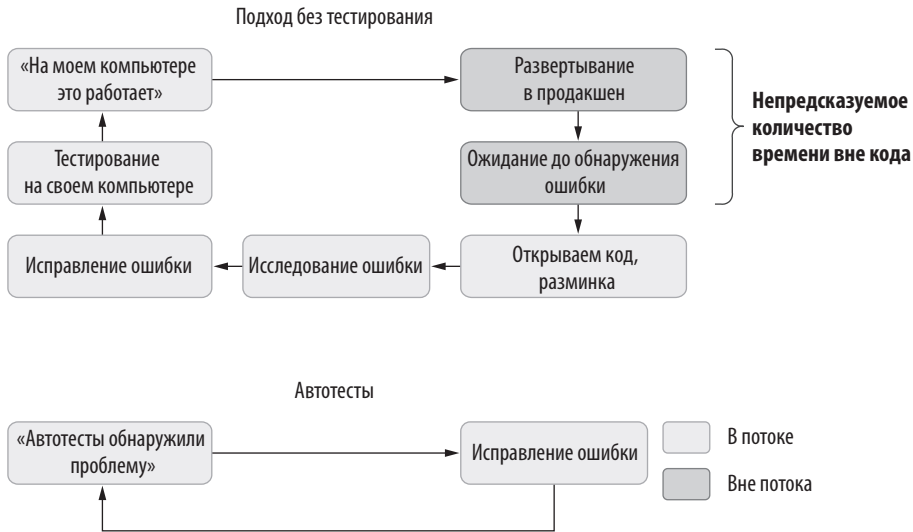 Подход без тестирования
«На моем компьютере
это работает»
Развертывание
в продакшен
Непредсказуемое
количество
времени вне кода
Тестирование
на своем компьютере
Ожидание до обнаружения
ошибки
Исправление ошибки
Исследование ошибки
Открываем код,
разминка
Автотесты
«Автотесты обнаружили
проблему»
Исправление ошибки
В потоке
Вне потока